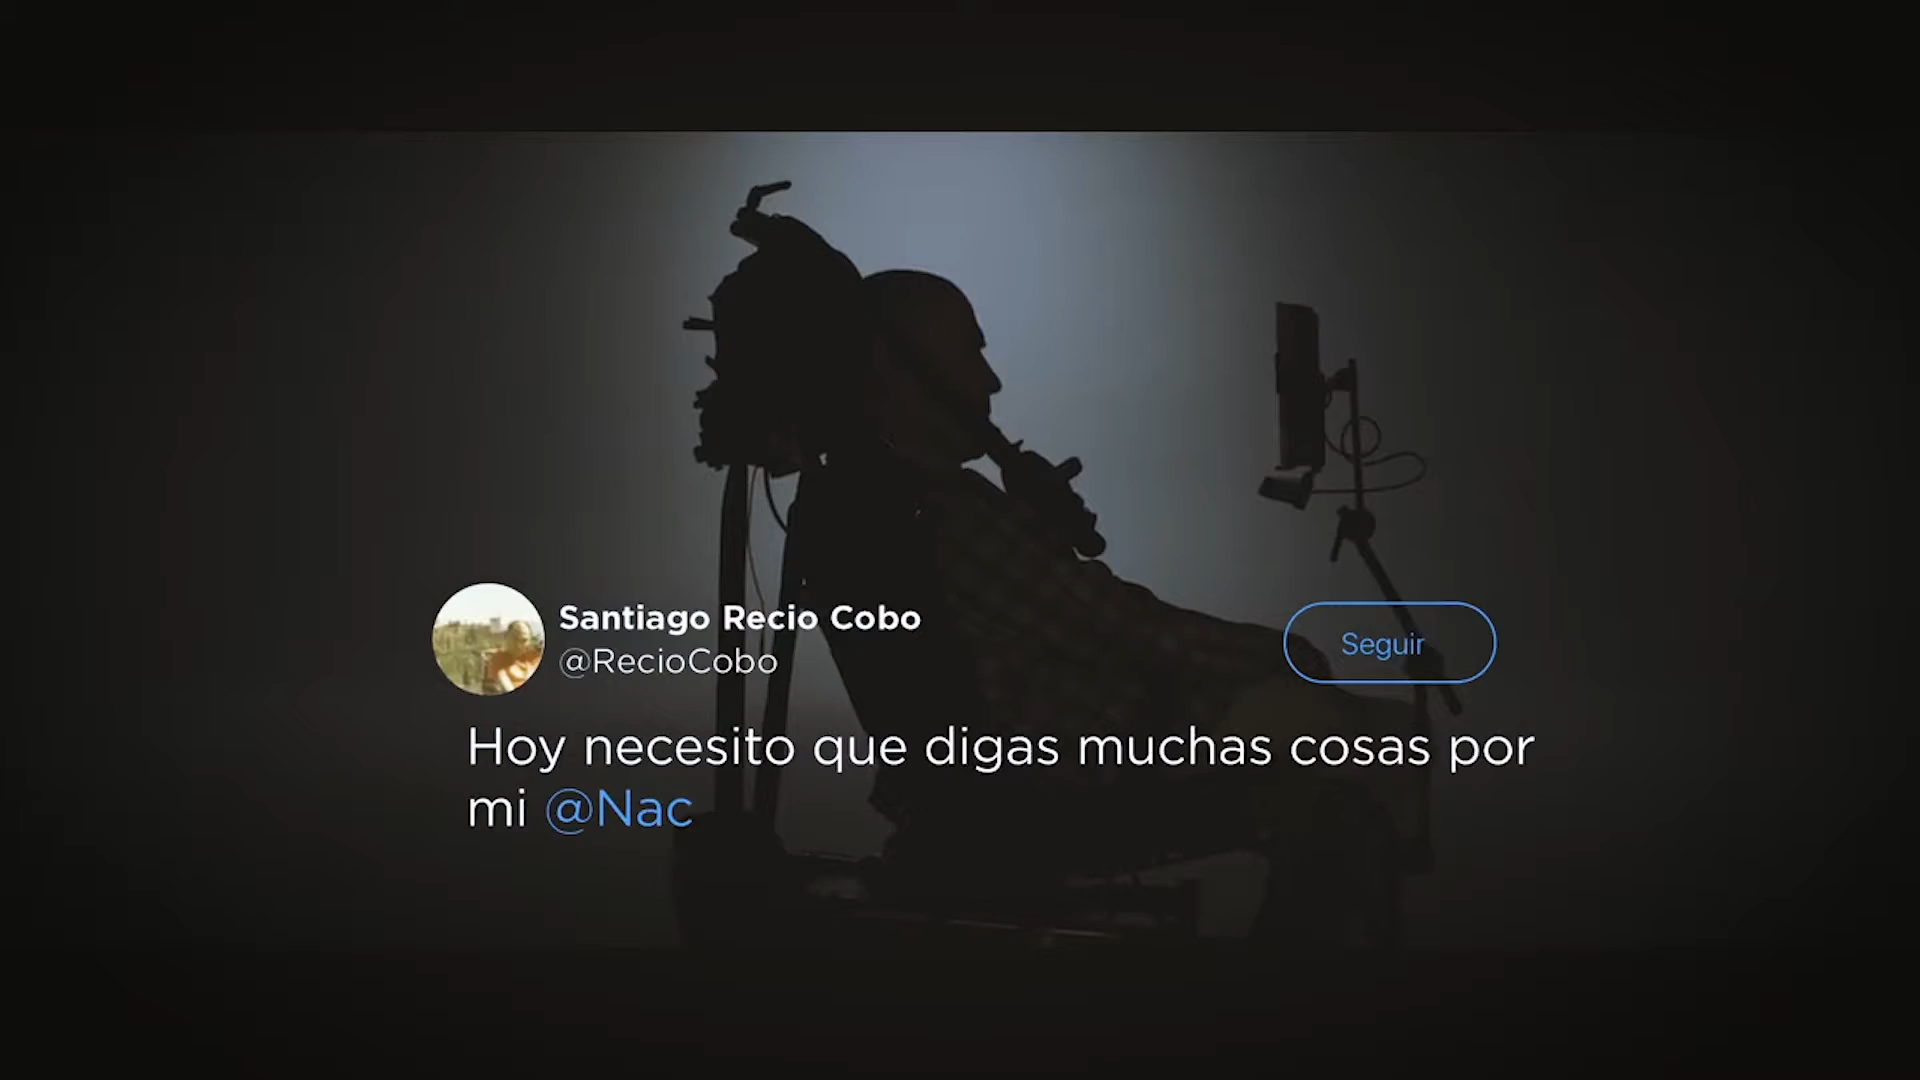 Santiago Recio Cobo
@RecioCobo
Seguir
Hoy necesito que digas muchas cosas por
mi @Nac